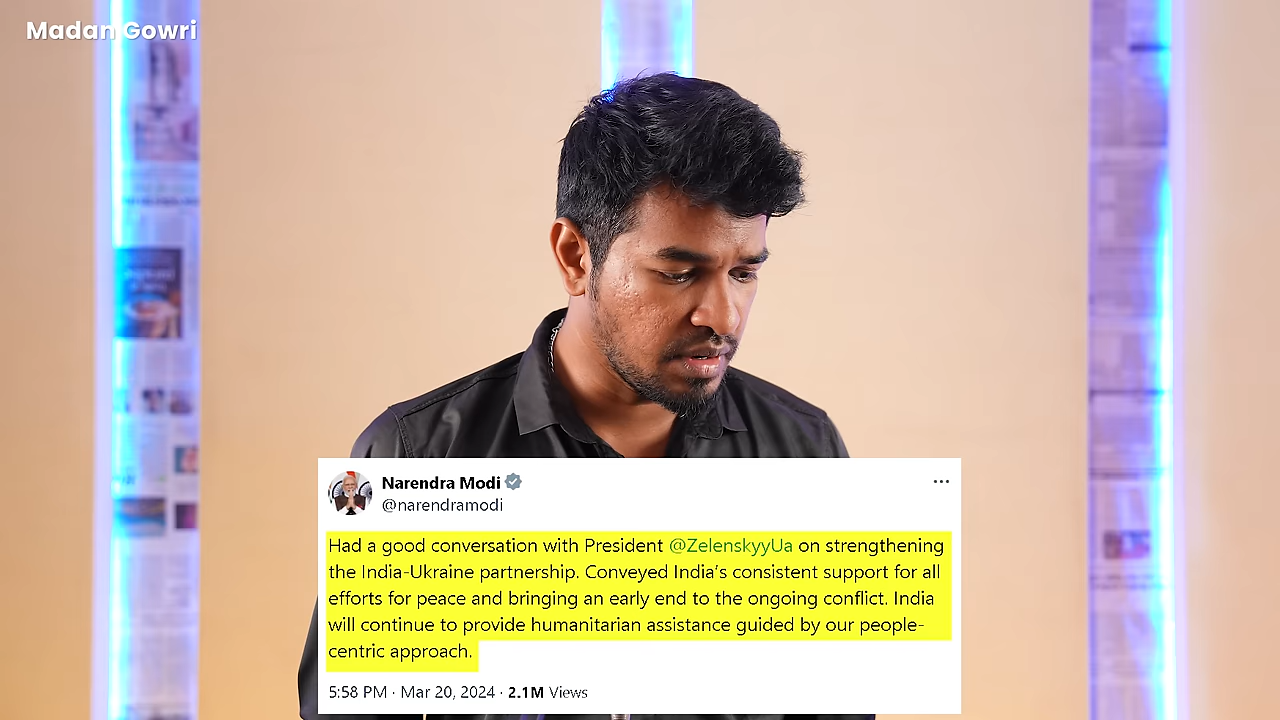 Madan Gowri
Narendra Modi
@narendramodi
Had a good conversation with President @ZelenskyyUa on strengthening
the India-Ukraine partnership. Conveyed India’s consistent support for all
efforts for peace and bringing an early end to the ongoing conflict. India
will continue to provide humanitarian assistance guided by our people-
centric approach.
5:58 PM · Mar 20, 2024 · 2.1M Views